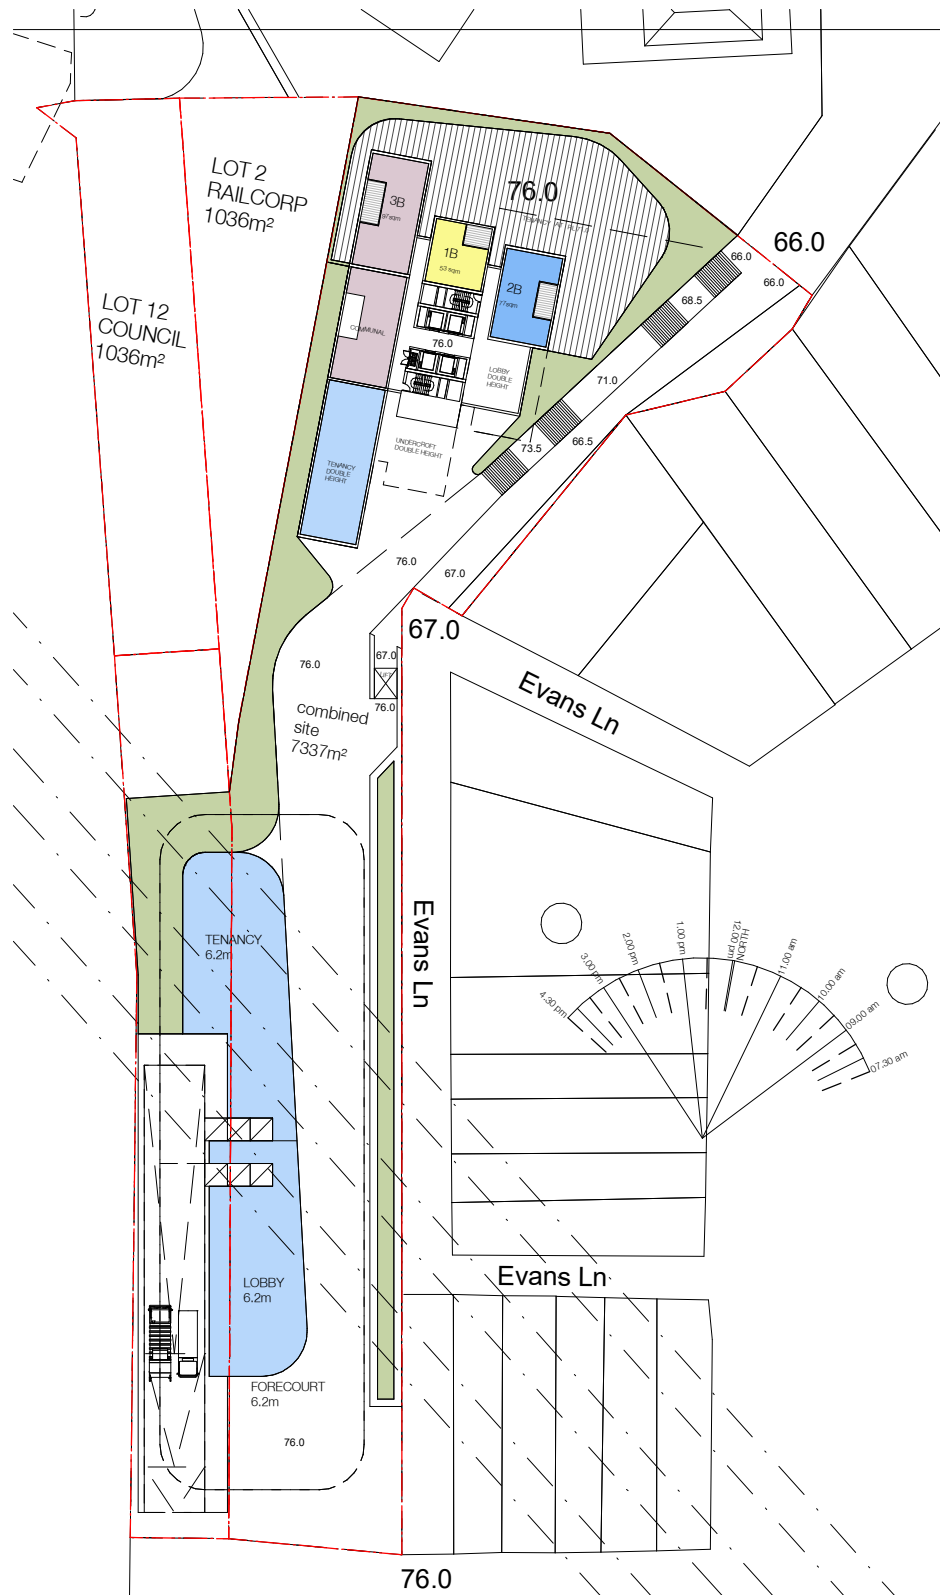 LOT 2
RAILCORP
1036m²
LOT 12
COUNCIL
1036m²
3B
97sqm
76.0
1B
53 sqm
2B
77sqm
COMMUNAL
76.0
LOBBY
DOUBLE
HEIGHT
TENANCY
DOUBLE
HEIGHT
UNDERCROFT
DOUBLE HEIGHT
66.0
66.0
66.0
68.5
71.0
66.5
73.5
76.0
67.0
67.0
76.0
67.0
LIFT
76.0
combined
site
7337m²
Evans Ln
Evans Ln
TENANCY
6.2m
4.30 pm
3.00 pm
2.00 pm
1.00 pm
12.00 pm
NORTH
11.00 am
10.00 am
09.00 am
07.30 am
Evans Ln
LOBBY
6.2m
FORECOURT
6.2m
76.0
76.0